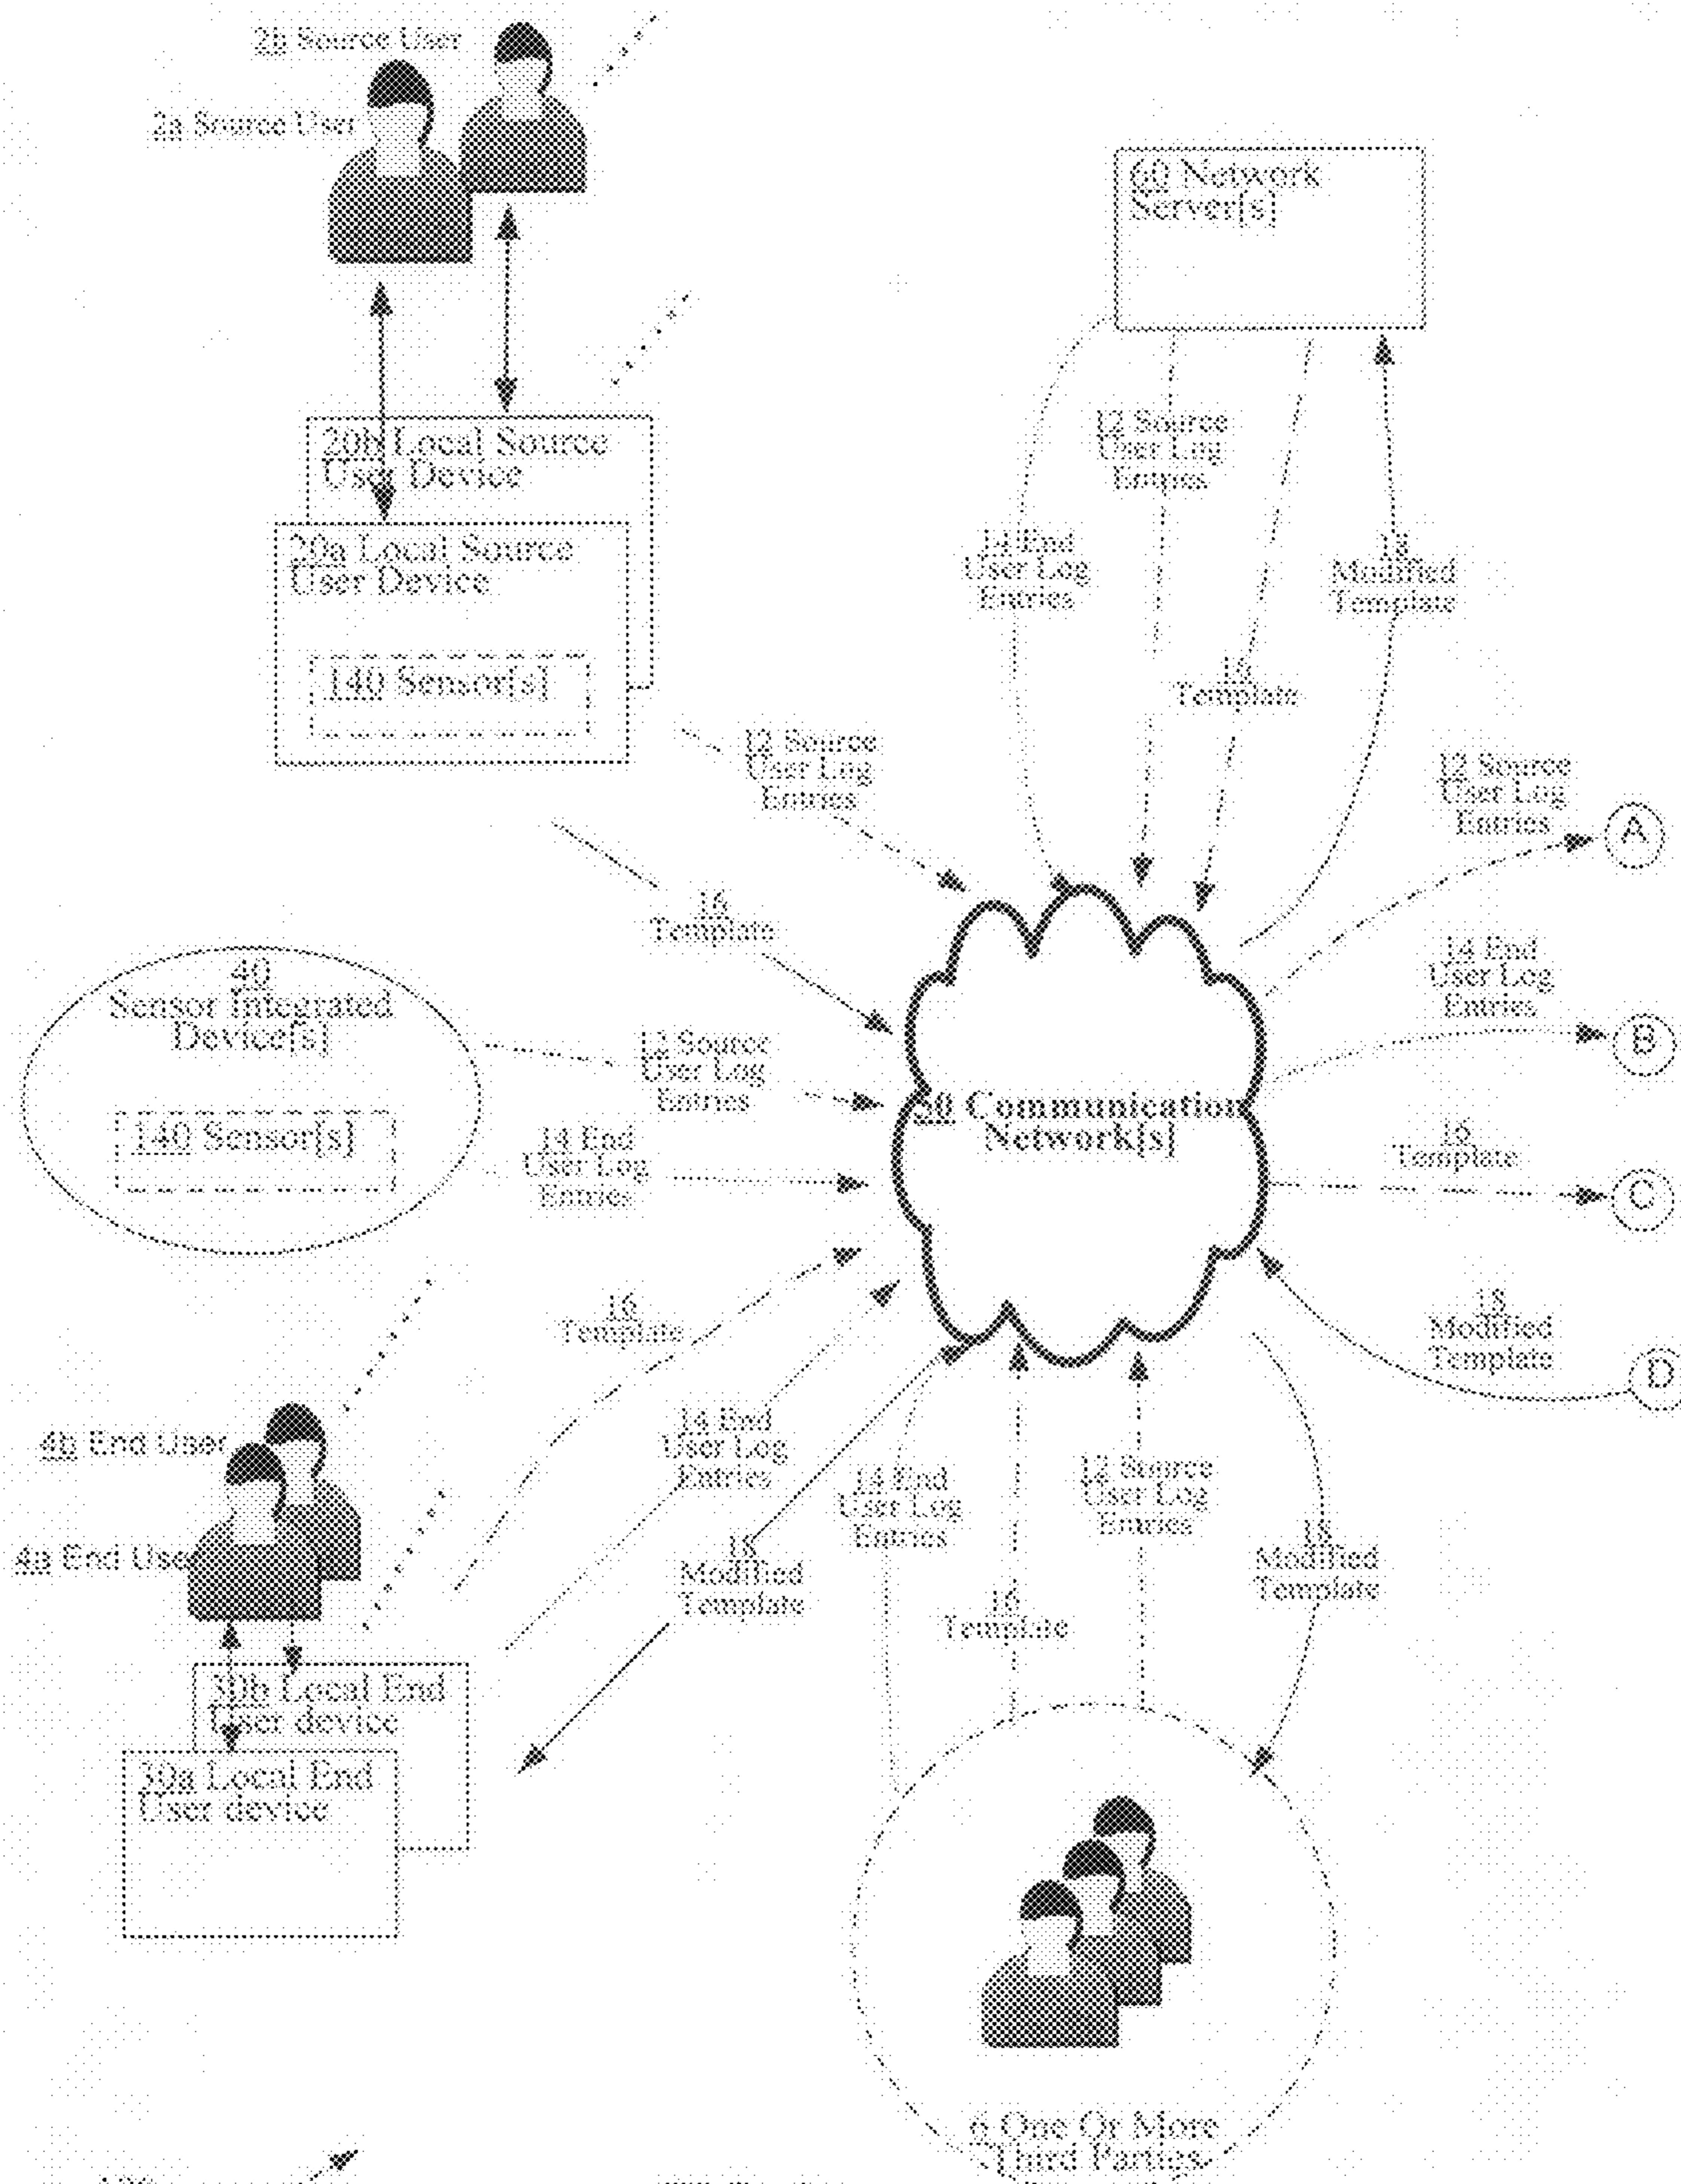 2b Source User
2a Source User
60 Network
Server[s]
20b Local Source
User Device
20a Local Source
User Device
140 Sensor[s]
12 Source
User Log
Entries
14 End
User Log
Entries
18
Modified
Template
16
Template
12 Source
User Log
Entries
12 Source
User Log
Entries
A
16
Template
14 End
User Log
Entries
B
40
Sensor Integrated
Device[s]
140 Sensor[s]
12 Source
User Log
Entries
14 End
User Log
Entries
50 Communication
Network[s]
16
Template
C
16
Template
18
Modified
Template
D
4b End User
4a End User
14 End
User Log
Entries
18
Modified
Template
14 End
User Log
Entries
12 Source
User Log
Entries
16
Template
18
Modified
Template
30b Local End
User device
30a Local End
User device
6 One Or More
Third Parties